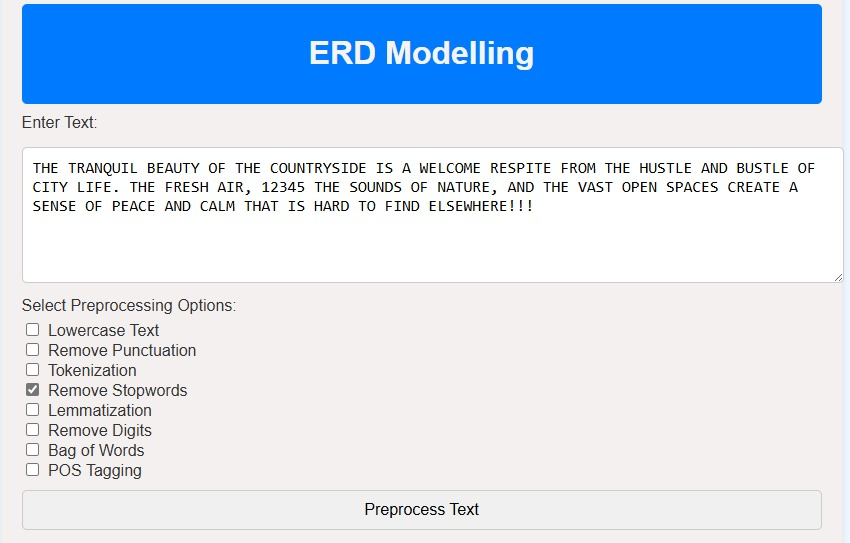 ERD Modelling
Enter Text:
THE TRANQUIL BEAUTY OF THE COUNTRYSIDE IS A WELCOME RESPITE FROM THE HUSTLE AND BUSTLE OF
CITY LIFE. THE FRESH AIR, 12345 THE SOUNDS OF NATURE, AND THE VAST OPEN SPACES CREATE A
SENSE OF PEACE AND CALM THAT IS HARD TO FIND ELSEWHERE!!!
Select Preprocessing Options:
Lowercase Text
Remove Punctuation
Tokenization
Remove Stopwords
Lemmatization
Remove Digits
Bag of Words
POS Tagging
Preprocess Text